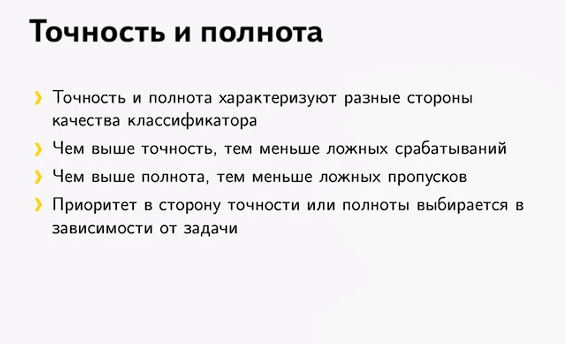 Точность и полнота
Точность и полнота характеризуют разные стороны
качества классификатора
Чем выше точность, тем меньше ложных срабатываний
Чем выше полнота, тем меньше ложных пропусков
Приоритет в сторону точности или полноты выбирается в
зависимости от задачи